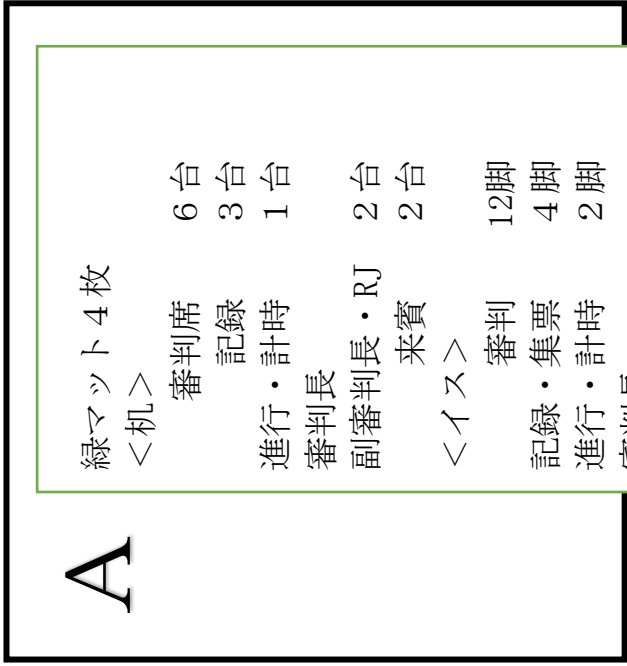 A
緑マット４枚
＜机＞
審判席 ６台
記録 ３台
進行・計時 １台
審判長
副審判長・RJ ２台
来賓 ２台
＜イス＞
審判 12脚
記録・集票 ４脚
進行・計時 ２脚